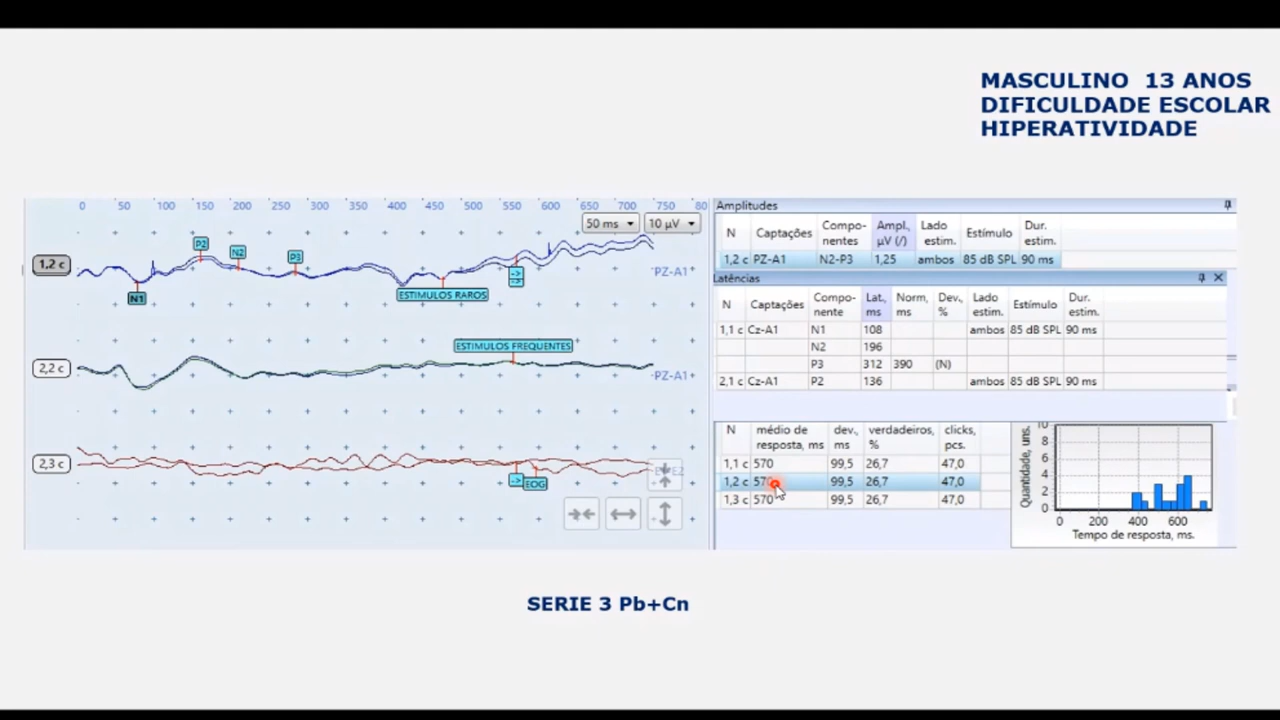 MASCULINO 13 ANOS
DIFICULDADE ESCOLAR
HIPERATIVIDADE
0 50 100 150 200 250 300 350 400 450 500 550 600 650 700 750 80
50 ms 10 µV
1,2 c
P2
N2
P3
N1
ESTIMULOS RAROS
->
PZ-A1
2,2 c
ESTIMULOS FREQUENTES
PZ-A1
2,3 c
->
EOG
Amplitudes
N Captações Compo-nentes Ampl., µV (/) Lado estim. Estímulo Dur. estim.
1,2 c PZ-A1 N2-P3 1,25 ambos 85 dB SPL 90 ms
Latências
N Captações Compo-nente Lat., ms Norm, ms Dev., % Lado estim. Estímulo Dur. estim.
1,1 c Cz-A1 N1 108 ambos 85 dB SPL 90 ms
N2 196
P3 312 390 (N)
2,1 c Cz-A1 P2 136 ambos 85 dB SPL 90 ms
N médio de resposta, ms dev., ms verdadeiros, % clicks, pcs.
1,1 c 570 99,5 26,7 47,0
1,2 c 570 99,5 26,7 47,0
1,3 c 570 99,5 26,7 47,0
Quantidade, uns.
10
8
6
4
2
0
0 200 400 600
Tempo de resposta, ms.
SERIE 3 Pb+Cn